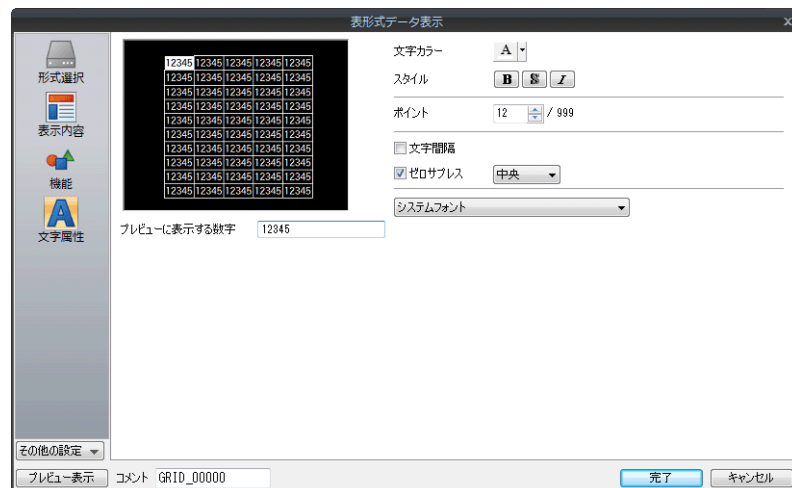 表形式データ表示
形式選択
表示内容
機能
文字属性
12345 12345 12345 12345 12345
12345 12345 12345 12345 12345
12345 12345 12345 12345 12345
12345 12345 12345 12345 12345
12345 12345 12345 12345 12345
12345 12345 12345 12345 12345
12345 12345 12345 12345 12345
12345 12345 12345 12345 12345
12345 12345 12345 12345 12345
12345 12345 12345 12345 12345
プレビューに表示する数字 12345
文字カラー A
スタイル B S I
ポイント 12 / 999
文字間隔
ゼロサプレス 中央
システムフォント
その他の設定
プレビュー表示 コメント GRID_00000 完了 キャンセル